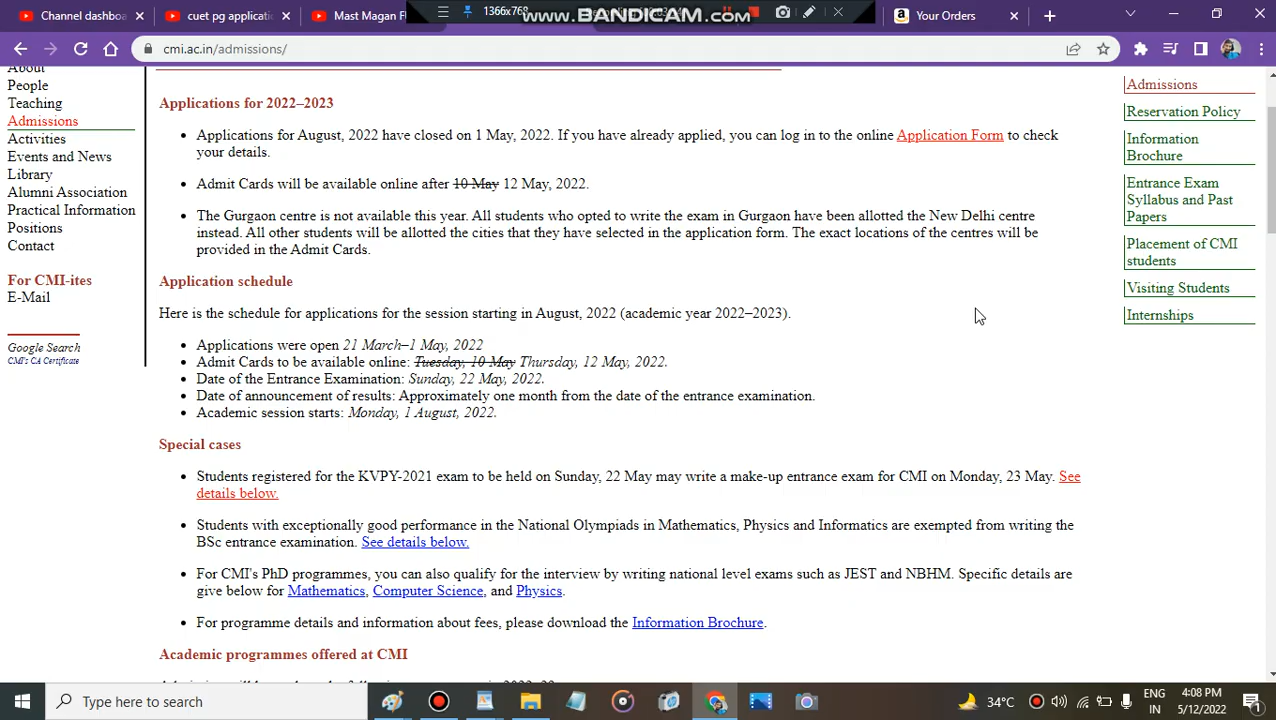 Channel dashbo
cuet pg applicatio
Mast Magan F
1366x768
www.BANDICAM.com
Your Orders
cmi.ac.in/admissions/
About
People
Teaching
Admissions
Activities
Events and News
Library
Alumni Association
Practical Information
Positions
Contact
For CMI-ites
E-Mail
Google Search
CMI's CA Certificate
Applications for 2022–2023
Applications for August, 2022 have closed on 1 May, 2022. If you have already applied, you can log in to the online Application Form to check
your details.
Admit Cards will be available online after 10 May 12 May, 2022.
The Gurgaon centre is not available this year. All students who opted to write the exam in Gurgaon have been allotted the New Delhi centre
instead. All other students will be allotted the cities that they have selected in the application form. The exact locations of the centres will be
provided in the Admit Cards.
Application schedule
Here is the schedule for applications for the session starting in August, 2022 (academic year 2022–2023).
Applications were open 21 March–1 May, 2022
Admit Cards to be available online: Tuesday, 10 May Thursday, 12 May, 2022.
Date of the Entrance Examination: Sunday, 22 May, 2022.
Date of announcement of results: Approximately one month from the date of the entrance examination.
Academic session starts: Monday, 1 August, 2022.
Special cases
Students registered for the KVPY-2021 exam to be held on Sunday, 22 May may write a make-up entrance exam for CMI on Monday, 23 May. See
details below.
Students with exceptionally good performance in the National Olympiads in Mathematics, Physics and Informatics are exempted from writing the
BSc entrance examination. See details below.
For CMI's PhD programmes, you can also qualify for the interview by writing national level exams such as JEST and NBHM. Specific details are
give below for Mathematics, Computer Science, and Physics.
For programme details and information about fees, please download the Information Brochure.
Academic programmes offered at CMI
Admissions
Reservation Policy
Information
Brochure
Entrance Exam
Syllabus and Past
Papers
Placement of CMI
students
Visiting Students
Internships
Type here to search
34°C
ENG
IN
4:08 PM
5/12/2022